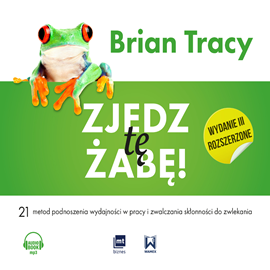 Brian Tracy
ZJEDZ
tę
ŻABĘ!
WYDANIE III
ROZSZERZONE
21 metod podnoszenia wydajności w pracy i zwalczania skłonności do zwlekania
AUDIO
BOOK
mp3
mt
biznes